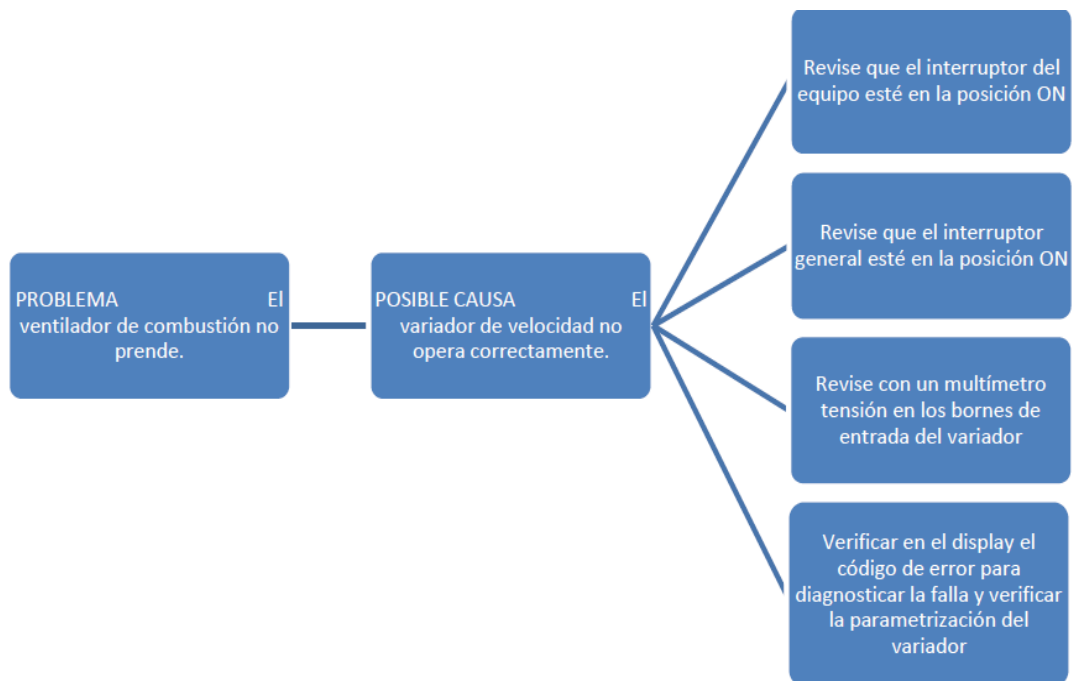 PROBLEMA El
ventilador de combustión no
prende.
POSIBLE CAUSA El
variador de velocidad no
opera correctamente.
Revise que el interruptor del
equipo esté en la posición ON
Revise que el interruptor
general esté en la posición ON
Revise con un multímetro
tensión en los bornes de
entrada del variador
Verificar en el display el
código de error para
diagnosticar la falla y verificar
la parametrización del
variador